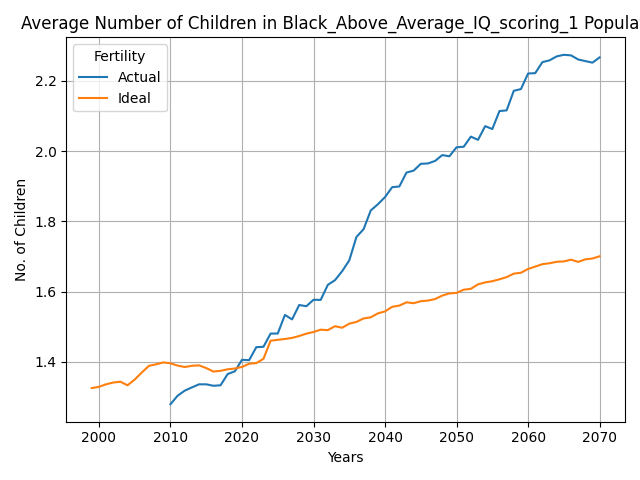 Average Number of Children in Black_Above_Average_IQ_scoring_1 Popula
Fertility
Actual
Ideal
2.2
2.0
1.8
1.6
1.4
No. of Children
2000 2010 2020 2030 2040 2050 2060 2070
Years